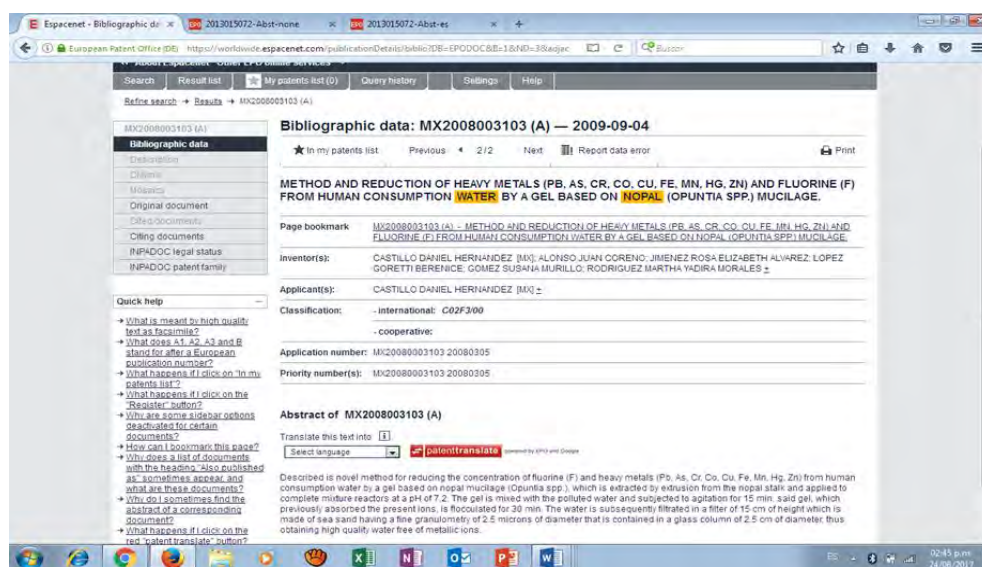 Espacenet - Bibliographic da
2013015072-Abst-none
2013015072-Abst-es
European Patent Office (DE)
https://worldwide.espacenet.com/publicationDetails/biblio?DB=EPODOC&II=1&ND=3&adjac
Buscar
Search
Result list
My patents list (0)
Query history
Settings
Help
Refine search → Results → MX2008003103 (A)
MX2008003103 (A)
Bibliographic data
Description
Claims
Mosaics
Original document
Cited documents
Citing documents
INPADOC legal status
INPADOC patent family
Quick help
→ What is meant by high quality
text as facsimile?
→ What does A1, A2, A3 and B
stand for after a European
publication number?
→ What happens if I click on "In my
patents list"?
→ What happens if I click on the
"Register" button?
→ Why are some sidebar options
deactivated for certain
documents?
→ How can I bookmark this page?
→ Why does a list of documents
with the heading "Also published
as" sometimes appear, and
what are these documents?
→ Why do I sometimes find the
abstract of a corresponding
document?
→ What happens if I click on the
red "patent translate" button?
Bibliographic data: MX2008003103 (A) — 2009-09-04
In my patents list
Previous
2/2
Next
Report data error
Print
METHOD AND REDUCTION OF HEAVY METALS (PB, AS, CR, CO, CU, FE, MN, HG, ZN) AND FLUORINE (F)
FROM HUMAN CONSUMPTION WATER BY A GEL BASED ON NOPAL (OPUNTIA SPP.) MUCILAGE.
Page bookmark
MX2008003103 (A) - METHOD AND REDUCTION OF HEAVY METALS (PB, AS, CR, CO, CU, FE, MN, HG, ZN) AND
FLUORINE (F) FROM HUMAN CONSUMPTION WATER BY A GEL BASED ON NOPAL (OPUNTIA SPP.) MUCILAGE.
Inventor(s):
CASTILLO DANIEL HERNANDEZ [MX]; ALONSO JUAN CORENO; JIMENEZ ROSA ELIZABETH ALVAREZ; LOPEZ
GORETTI BERENICE; GOMEZ SUSANA MURILLO; RODRIGUEZ MARTHA YADIRA MORALES ±
Applicant(s):
CASTILLO DANIEL HERNANDEZ [MX] ±
Classification:
- international: C02F3/00
- cooperative:
Application number: MX20080003103 20080305
Priority number(s): MX20080003103 20080305
Abstract of MX2008003103 (A)
Translate this text into
Select language
patenttranslate
powered by EPO and Google
Described is novel method for reducing the concentration of fluorine (F) and heavy metals (Pb, As, Cr, Co, Cu, Fe, Mn, Hg, Zn) from human
consumption water by a gel based on nopal mucilage (Opuntia spp.), which is extracted by extrusion from the nopal stalk and applied to
complete mixture reactors at a pH of 7.2. The gel is mixed with the polluted water and subjected to agitation for 15 min. said gel, which
previously absorbed the present ions, is flocculated for 30 min. The water is subsequently filtrated in a filter of 15 cm of height which is
made of sea sand having a fine granulometry of 2.5 microns of diameter that is contained in a glass column of 2.5 cm of diameter, thus
obtaining high quality water free of metallic ions.
ES
02:45 p.m.
24/08/2017